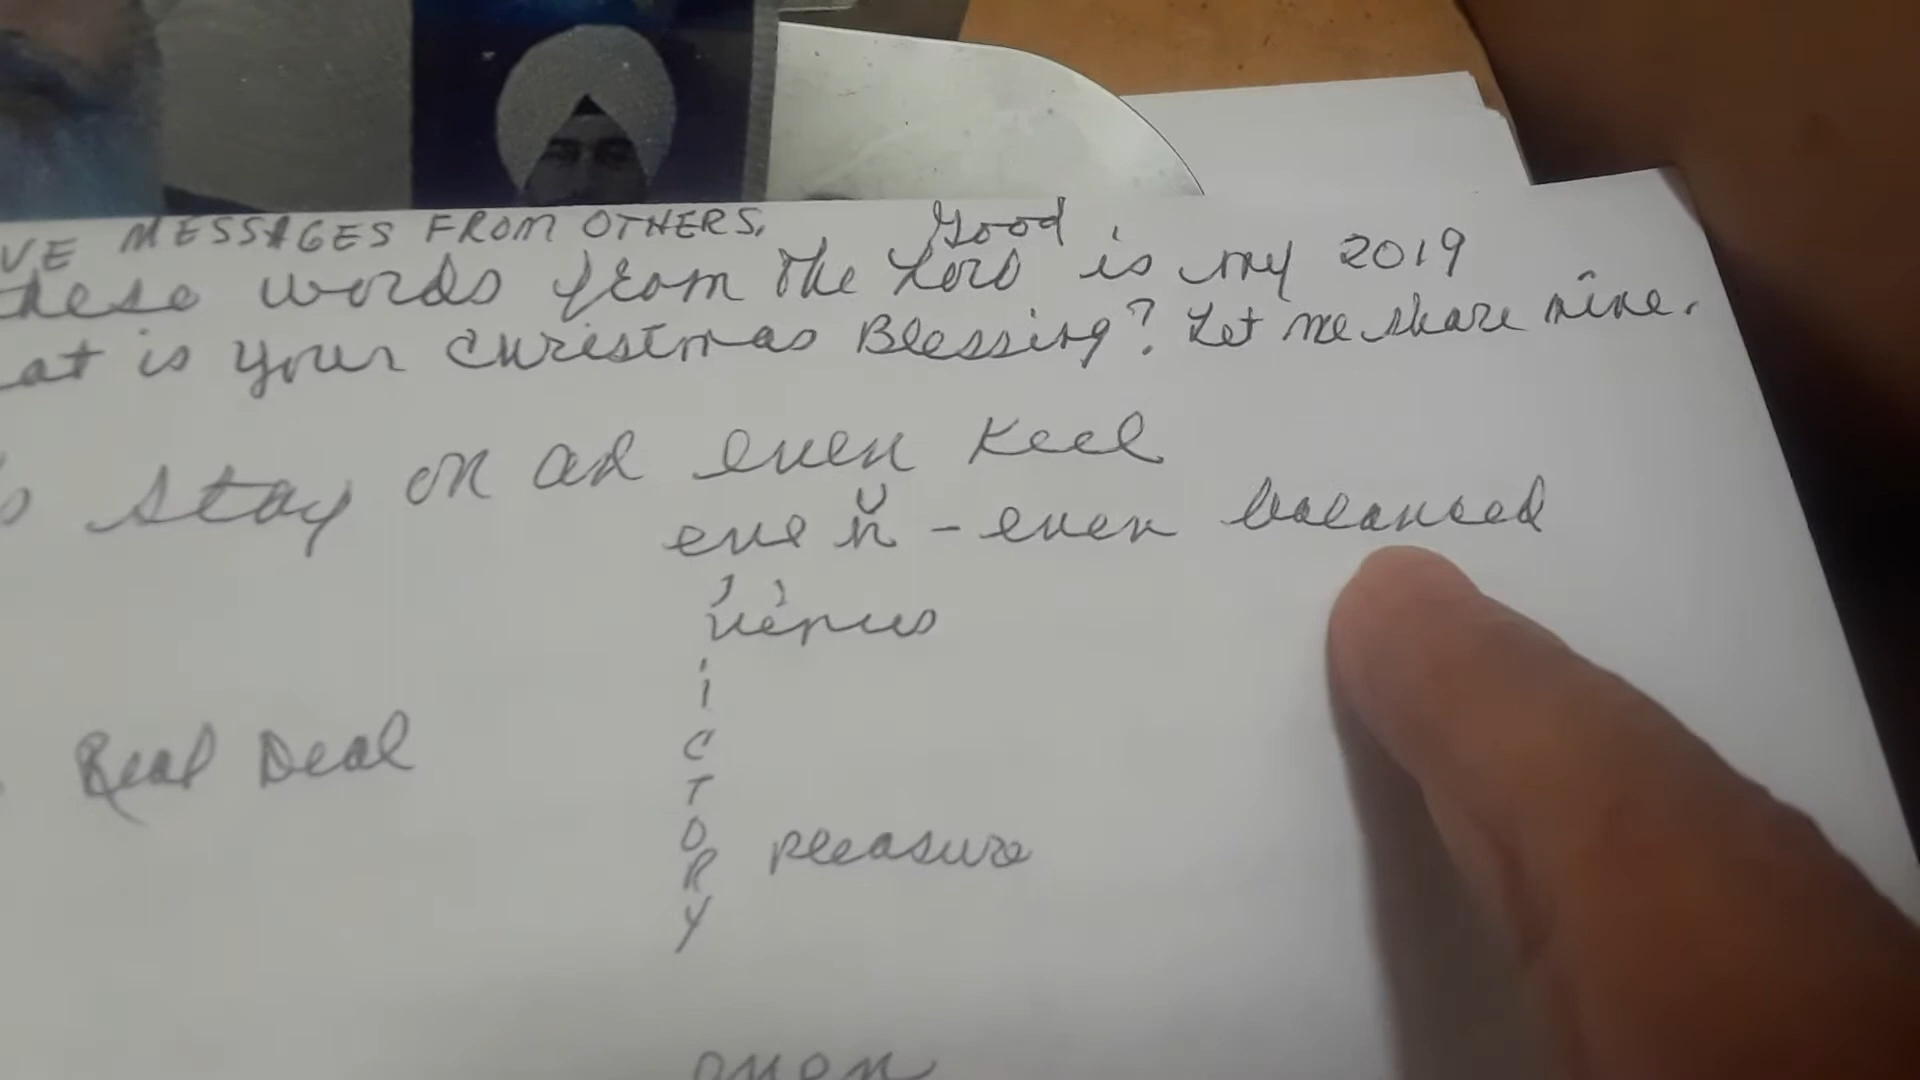 VE MESSAGES FROM OTHERS.
Good
these words from the Lord is my 2019
at is your Christmas Blessing? Let me share mine.
stay on an even Keel
even - even balanced
venus
i
C
T
O
R
Y
Real Deal
pleasure